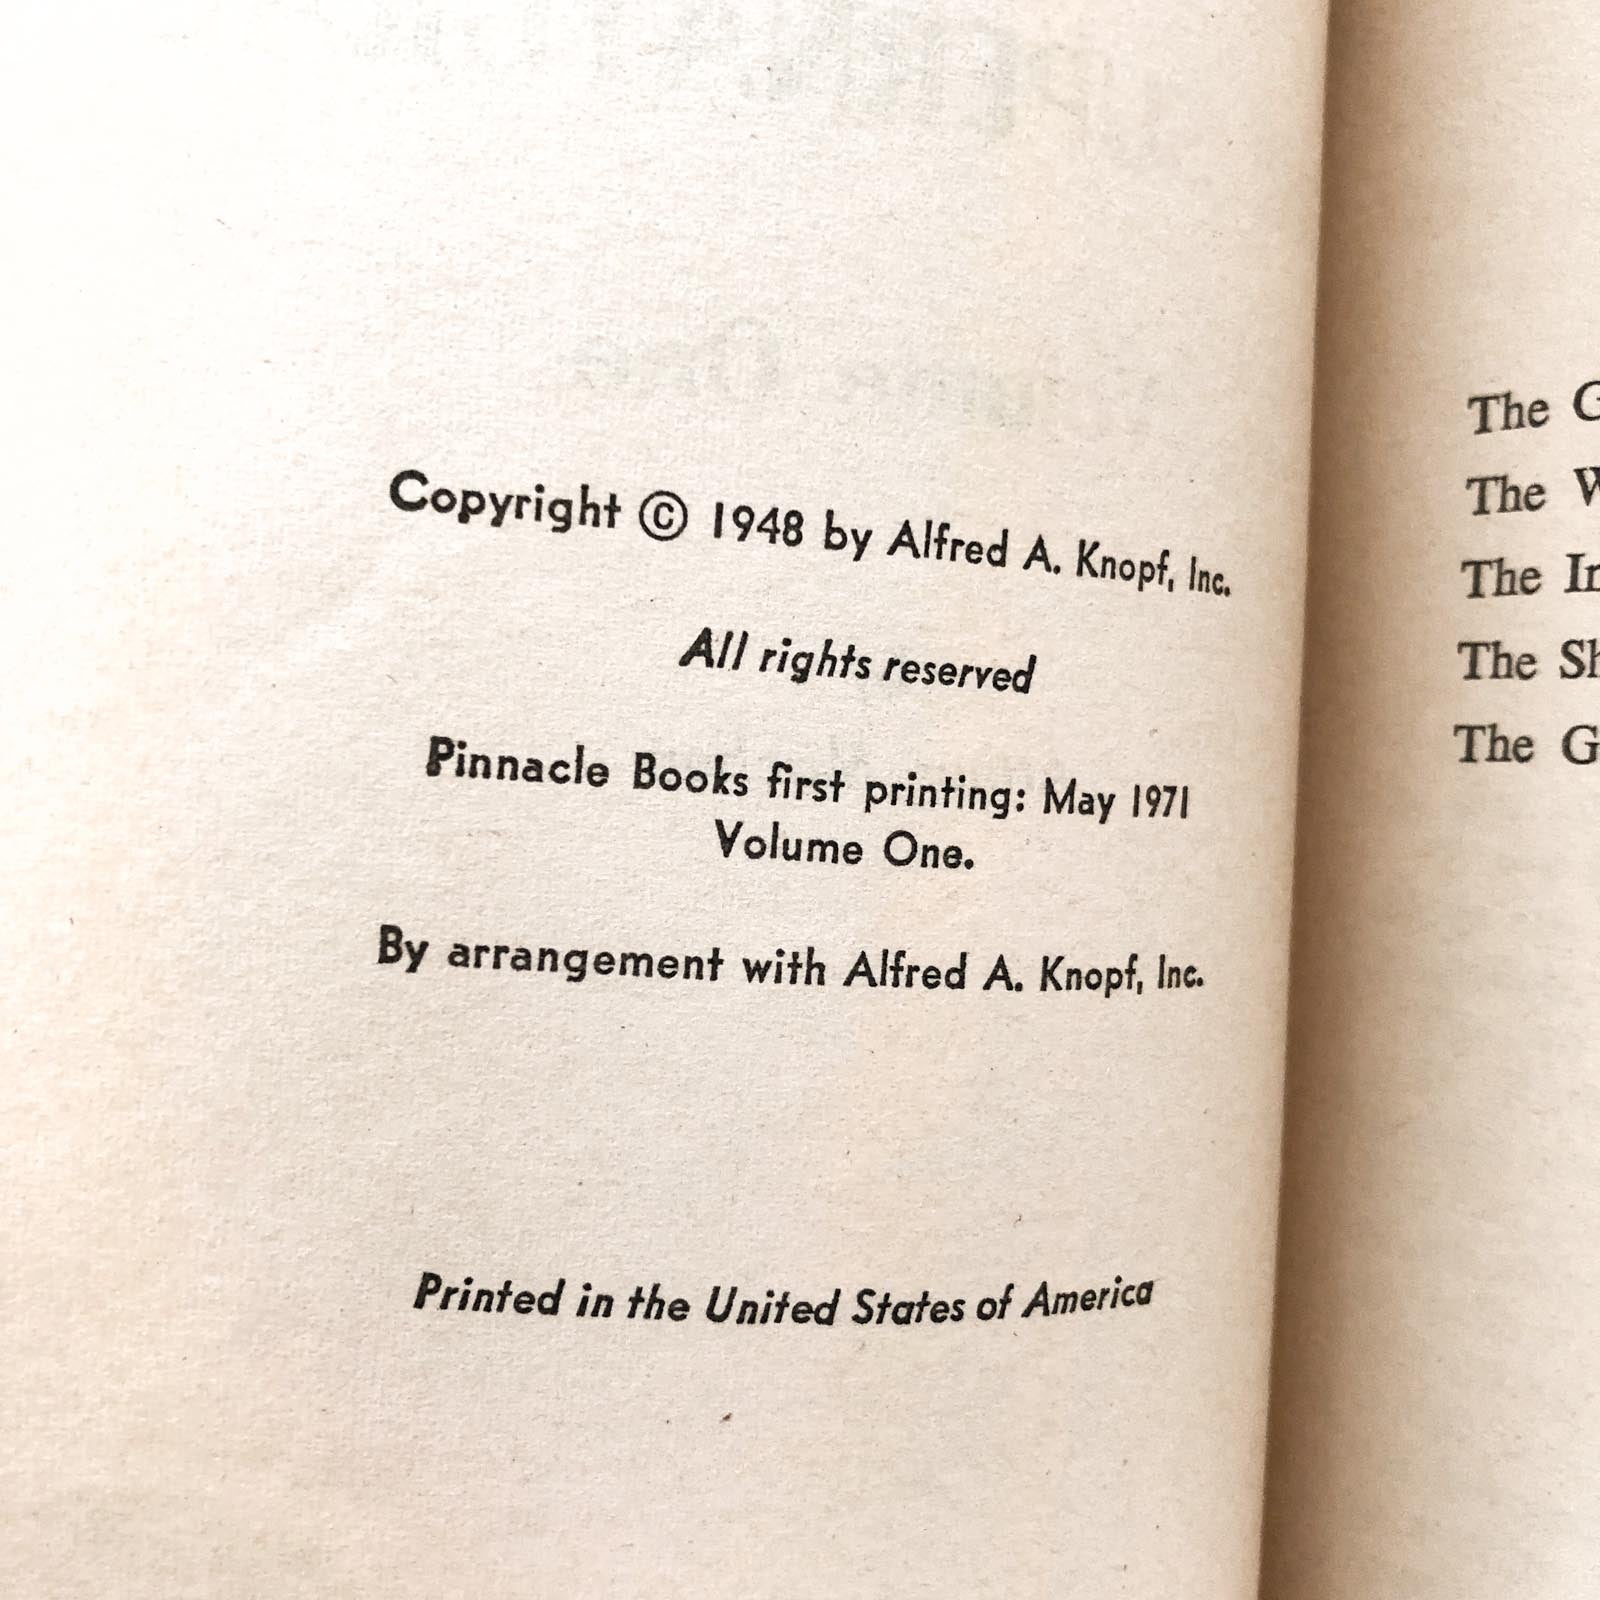 Copyright © 1948 by Alfred A. Knopf, Inc.
All rights reserved
Pinnacle Books first printing: May 1971
Volume One.
By arrangement with Alfred A. Knopf, Inc.
Printed in the United States of America
The
The
The
The
The